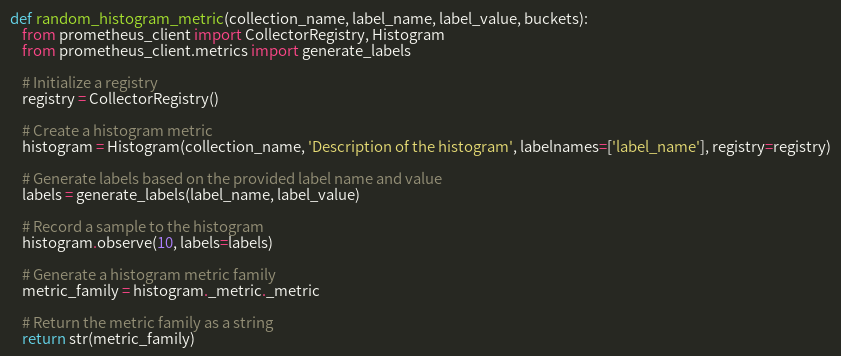 def random_histogram_metric(collection_name, label_name, label_value, buckets):
    from prometheus_client import CollectorRegistry, Histogram
    from prometheus_client.metrics import generate_labels

    # Initialize a registry
    registry = CollectorRegistry()

    # Create a histogram metric
    histogram = Histogram(collection_name, 'Description of the histogram', labelnames=['label_name'], registry=registry)

    # Generate labels based on the provided label name and value
    labels = generate_labels(label_name, label_value)

    # Record a sample to the histogram
    histogram.observe(10, labels=labels)

    # Generate a histogram metric family
    metric_family = histogram._metric._metric

    # Return the metric family as a string
    return str(metric_family)